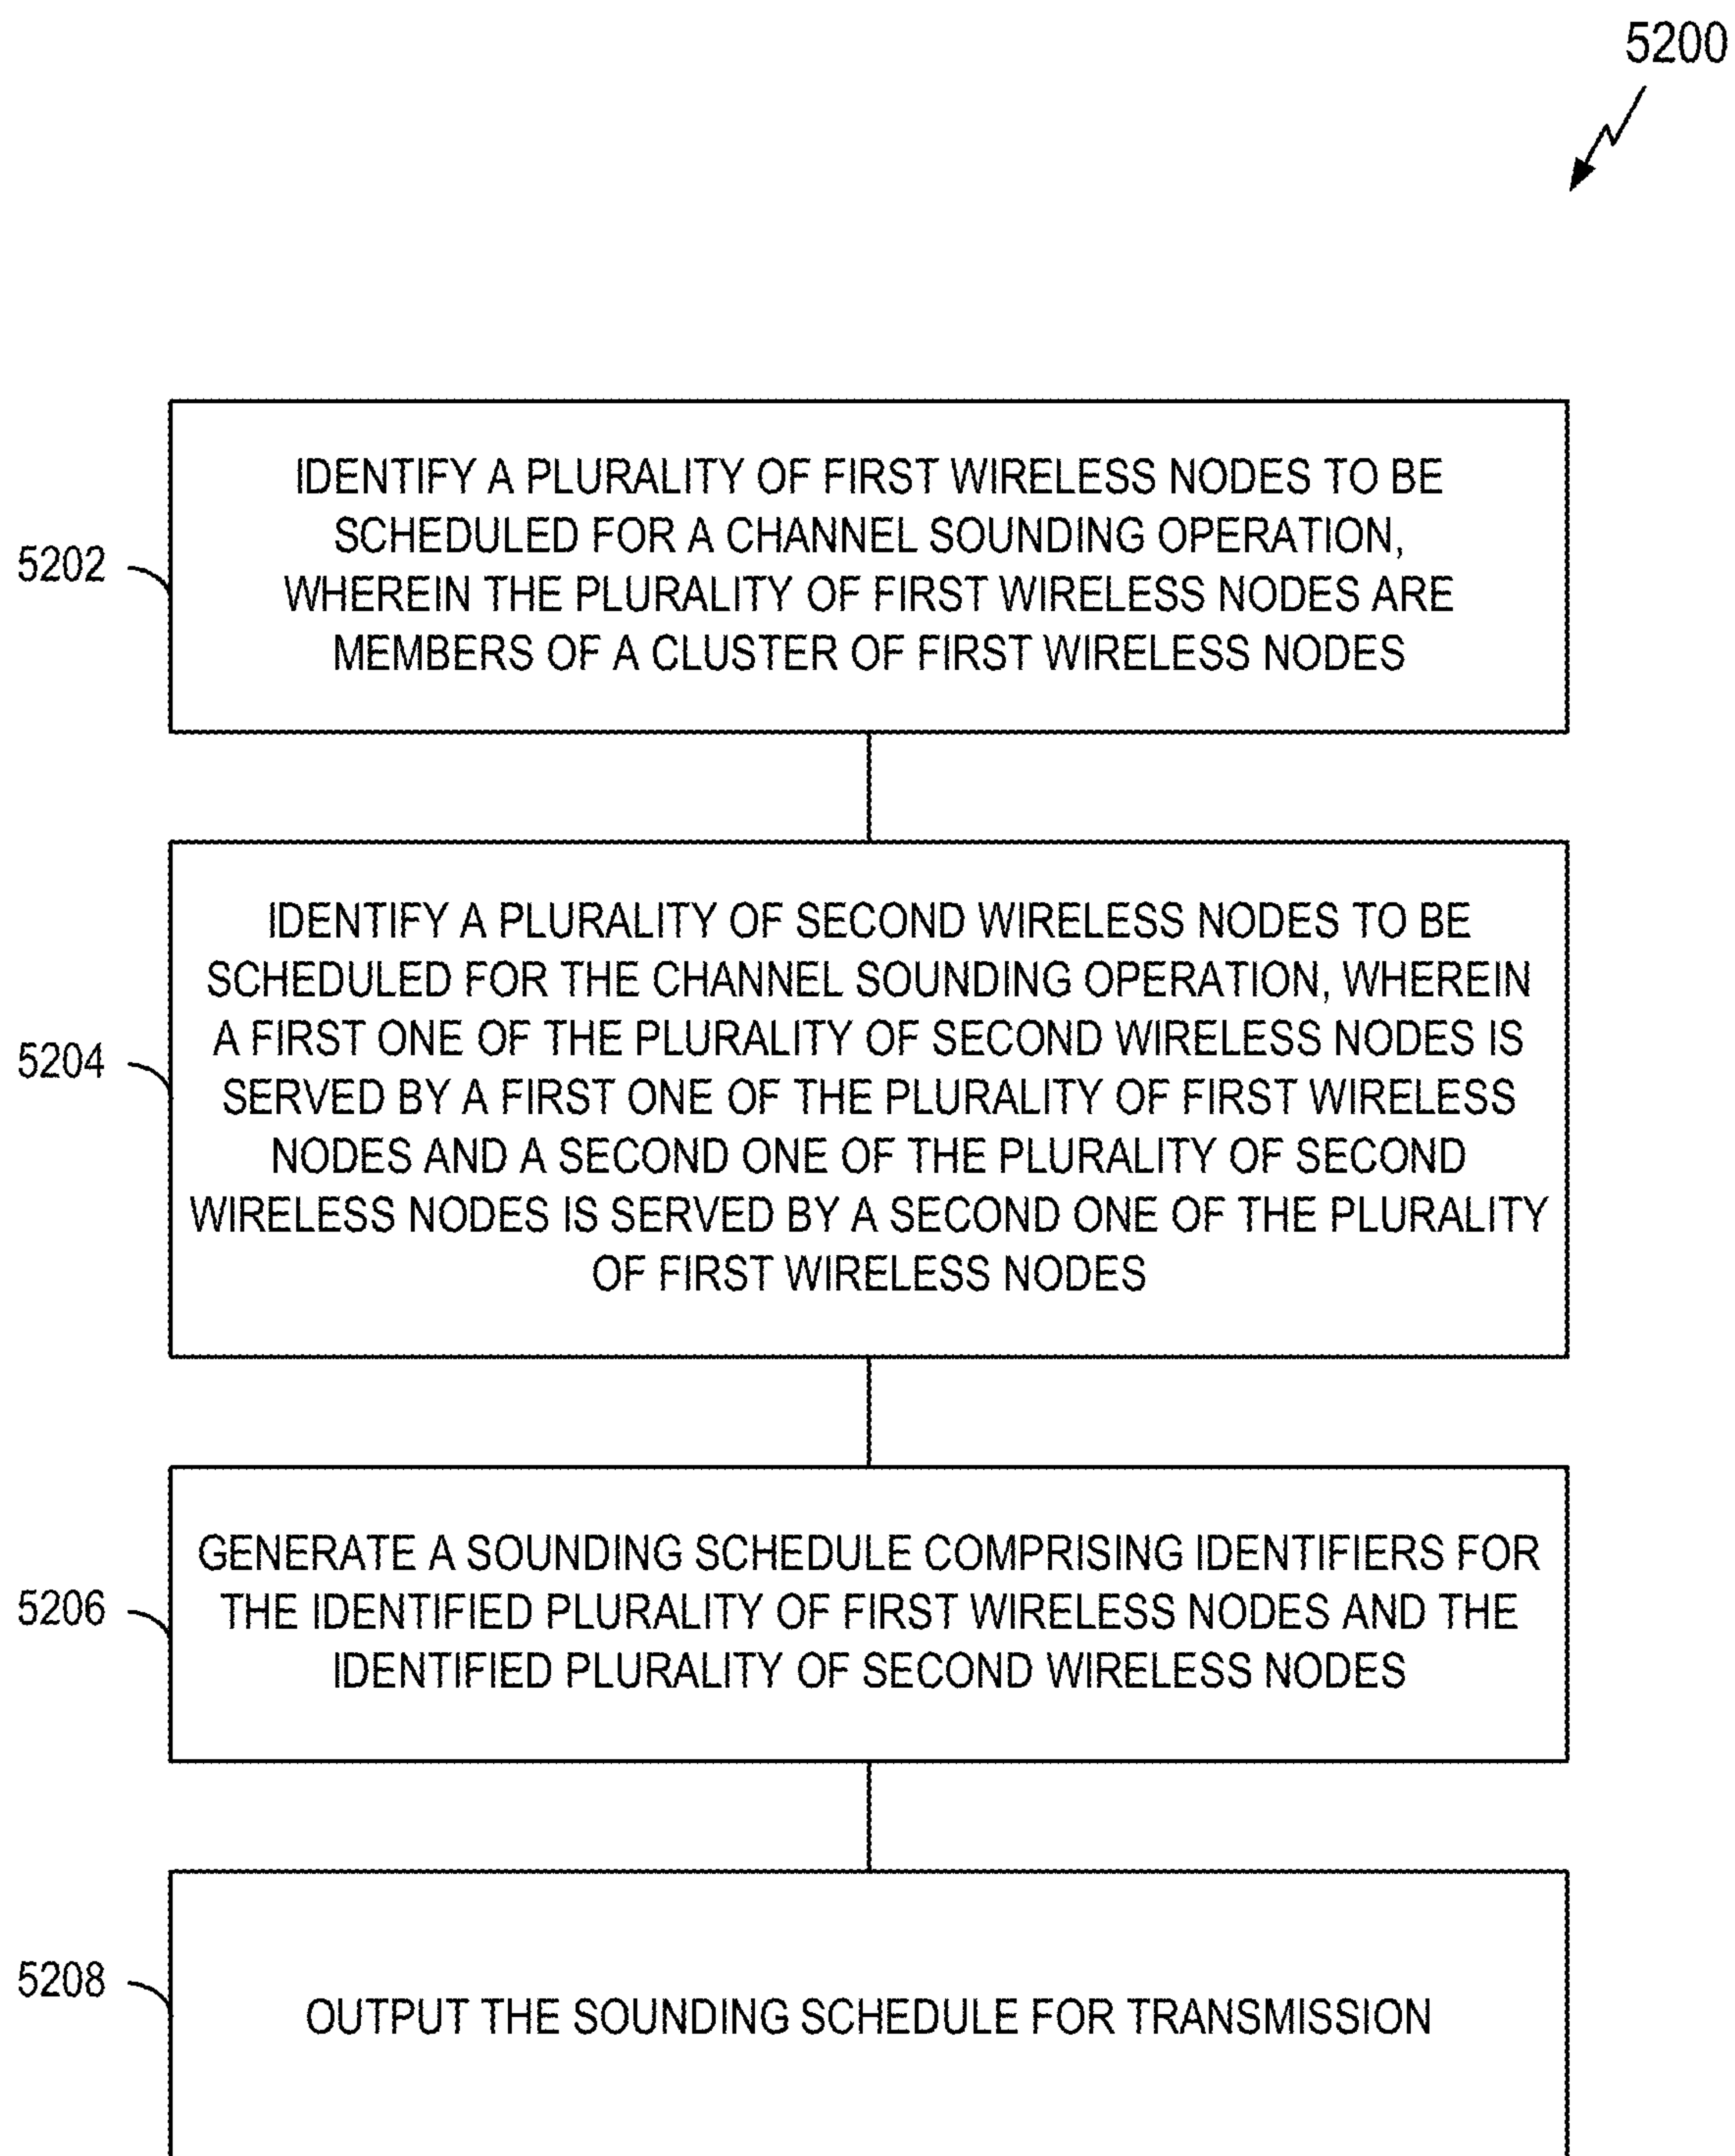 5200
IDENTIFY A PLURALITY OF FIRST WIRELESS NODES TO BE
SCHEDULED FOR A CHANNEL SOUNDING OPERATION,
5202
WHEREIN THE PLURALITY OF FIRST WIRELESS NODES ARE
MEMBERS OF A CLUSTER OF FIRST WIRELESS NODES
IDENTIFY A PLURALITY OF SECOND WIRELESS NODES TO BE
SCHEDULED FOR THE CHANNEL SOUNDING OPERATION, WHEREIN
A FIRST ONE OF THE PLURALITY OF SECOND WIRELESS NODES IS
5204
SERVED BY A FIRST ONE OF THE PLURALITY OF FIRST WIRELESS
NODES AND A SECOND ONE OF THE PLURALITY OF SECOND
WIRELESS NODES IS SERVED BY A SECOND ONE OF THE PLURALITY
OF FIRST WIRELESS NODES
GENERATE A SOUNDING SCHEDULE COMPRISING IDENTIFIERS FOR
5206
THE IDENTIFIED PLURALITY OF FIRST WIRELESS NODES AND THE
IDENTIFIED PLURALITY OF SECOND WIRELESS NODES
5208
OUTPUT THE SOUNDING SCHEDULE FOR TRANSMISSION